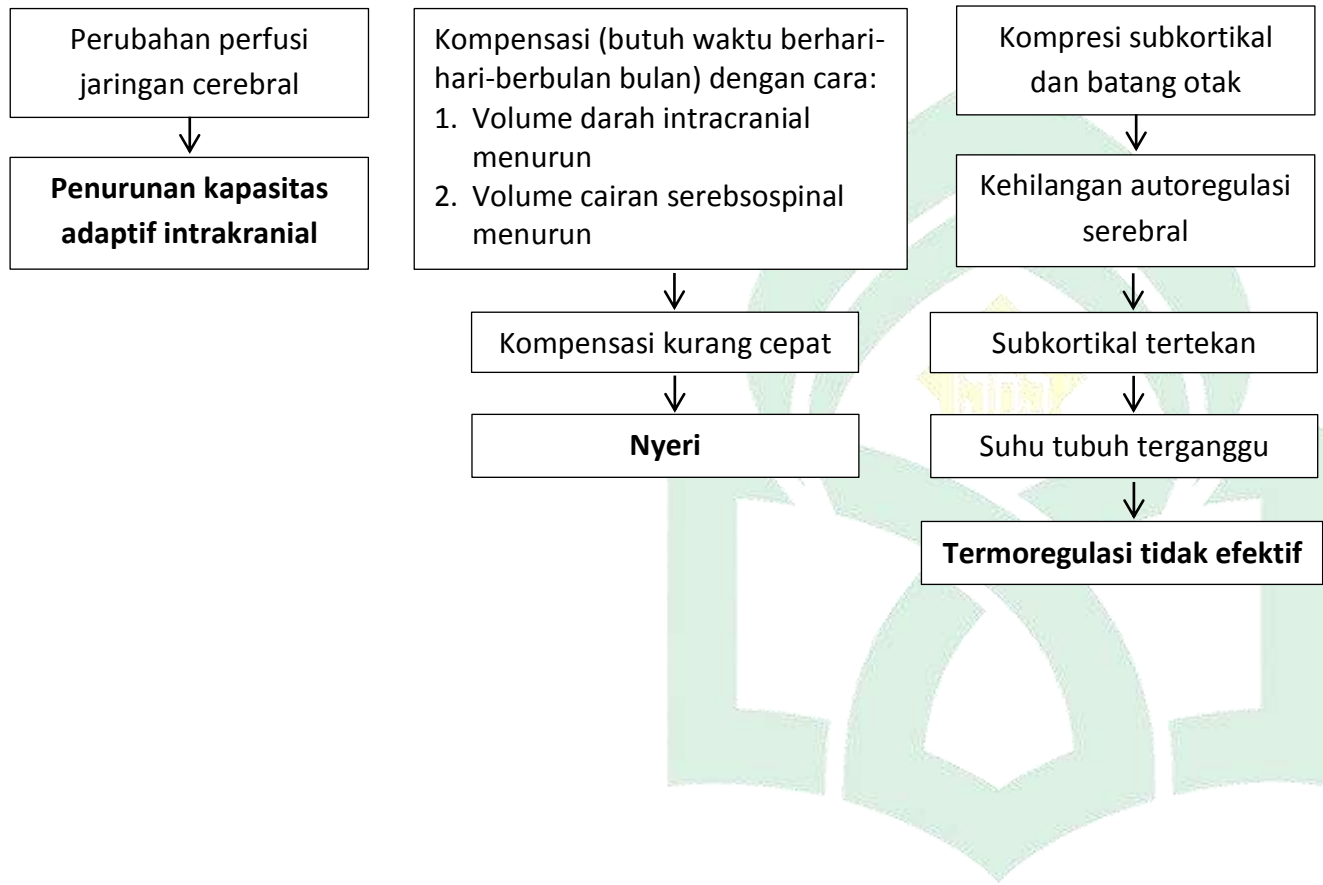 Perubahan perfusi
jaringan cerebral
Penurunan kapasitas
adaptif intrakranial
Kompensasi (butuh waktu berhari-
hari-berbulan bulan) dengan cara:
1. Volume darah intracranial
menurun
2. Volume cairan serebsospinal
menurun
Kompensasi kurang cepat
Nyeri
Kompresi subkortikal
dan batang otak
Kehilangan autoregulasi
serebral
Subkortikal tertekan
Suhu tubuh terganggu
Termoregulasi tidak efektif